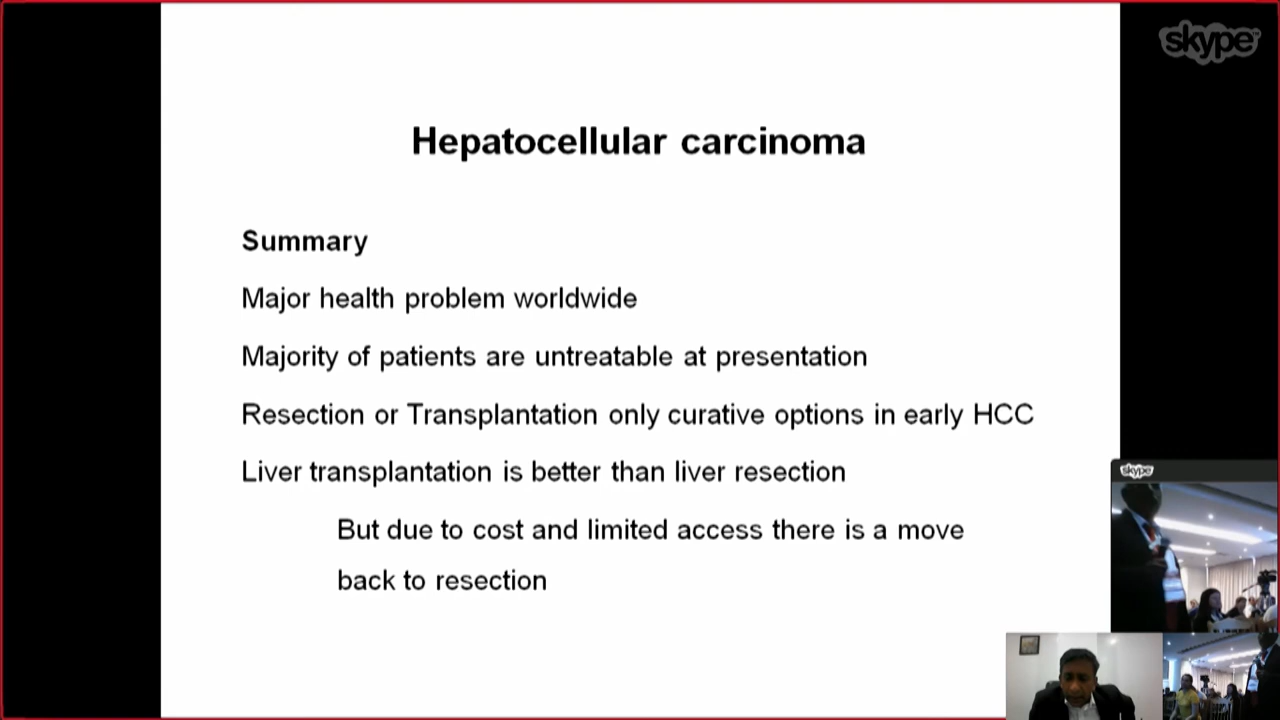 skype
Hepatocellular carcinoma
Summary
Major health problem worldwide
Majority of patients are untreatable at presentation
Resection or Transplantation only curative options in early HCC
Liver transplantation is better than liver resection
But due to cost and limited access there is a move
back to resection
skype